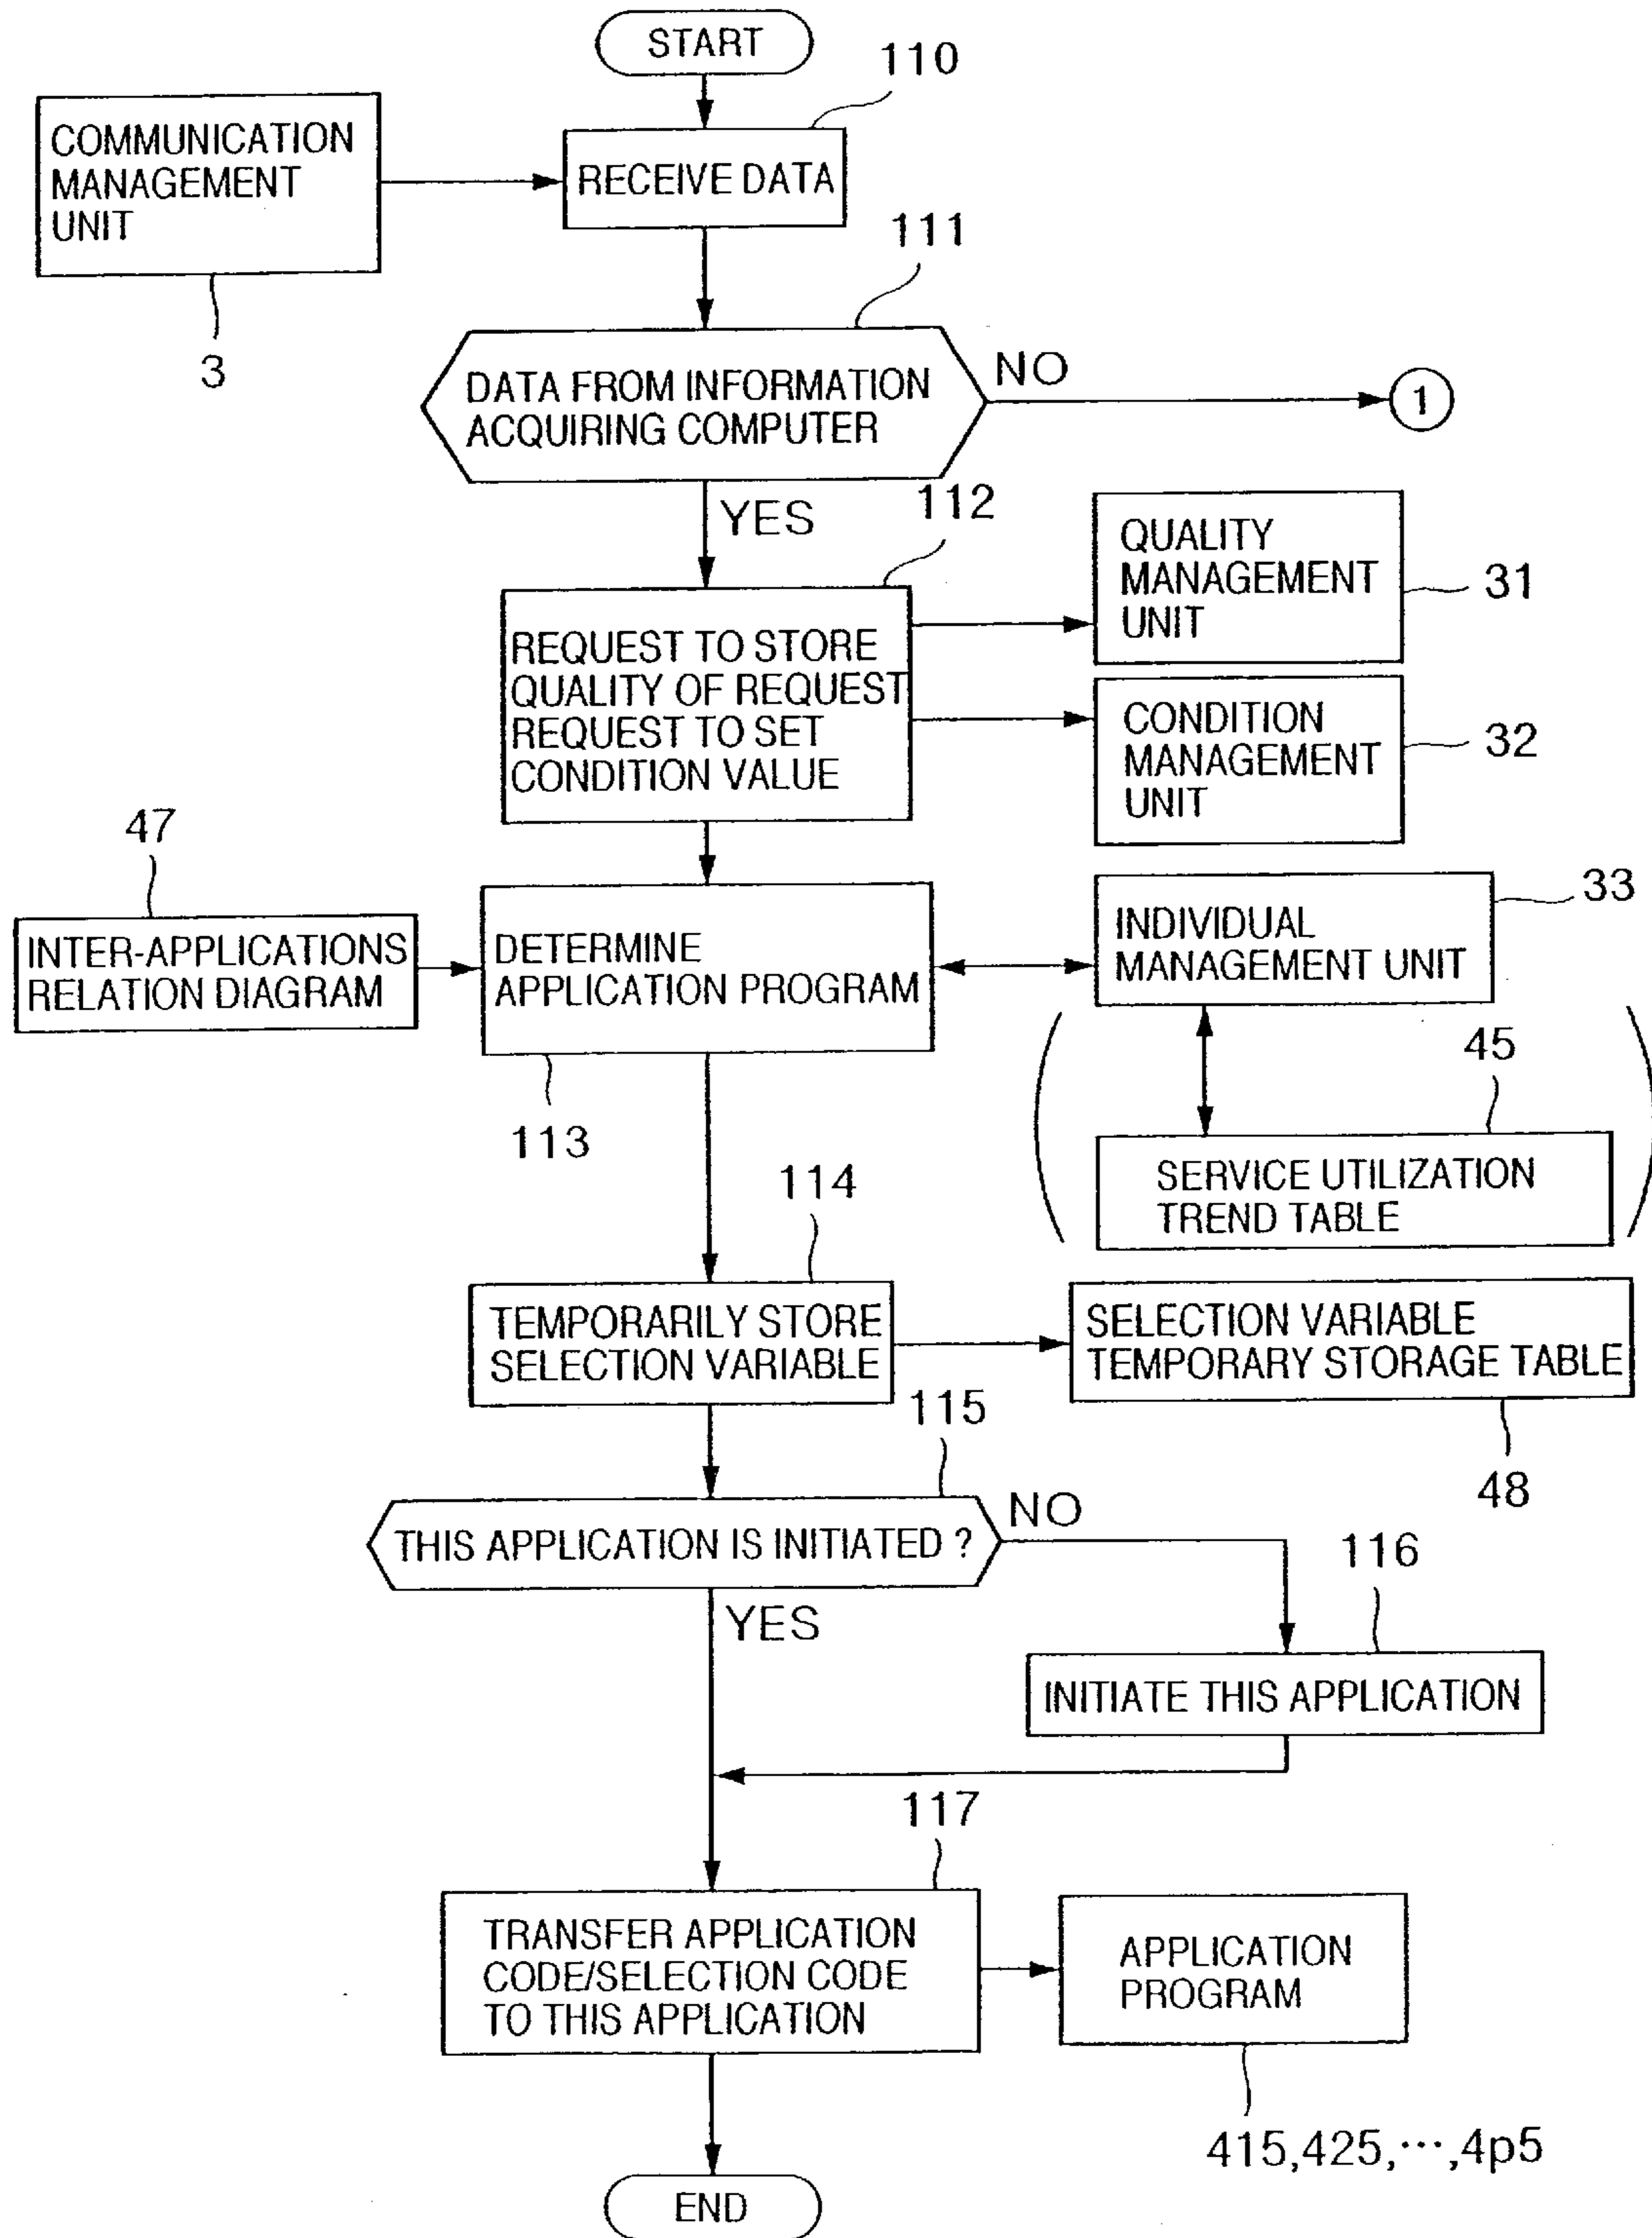 START
110
COMMUNICATION
MANAGEMENT
UNIT
3
RECEIVE DATA
111
DATA FROM INFORMATION
ACQUIRING COMPUTER
NO
1
YES
112
REQUEST TO STORE
QUALITY OF REQUEST
REQUEST TO SET
CONDITION VALUE
QUALITY
MANAGEMENT
UNIT
31
CONDITION
MANAGEMENT
UNIT
32
47
INTER-APPLICATIONS
RELATION DIAGRAM
DETERMINE
APPLICATION PROGRAM
113
INDIVIDUAL
MANAGEMENT UNIT
33
45
SERVICE UTILIZATION
TREND TABLE
114
TEMPORARILY STORE
SELECTION VARIABLE
SELECTION VARIABLE
TEMPORARY STORAGE TABLE
48
115
THIS APPLICATION IS INITIATED ?
NO
YES
116
INITIATE THIS APPLICATION
117
TRANSFER APPLICATION
CODE/SELECTION CODE
TO THIS APPLICATION
APPLICATION
PROGRAM
415,425,···,4p5
END